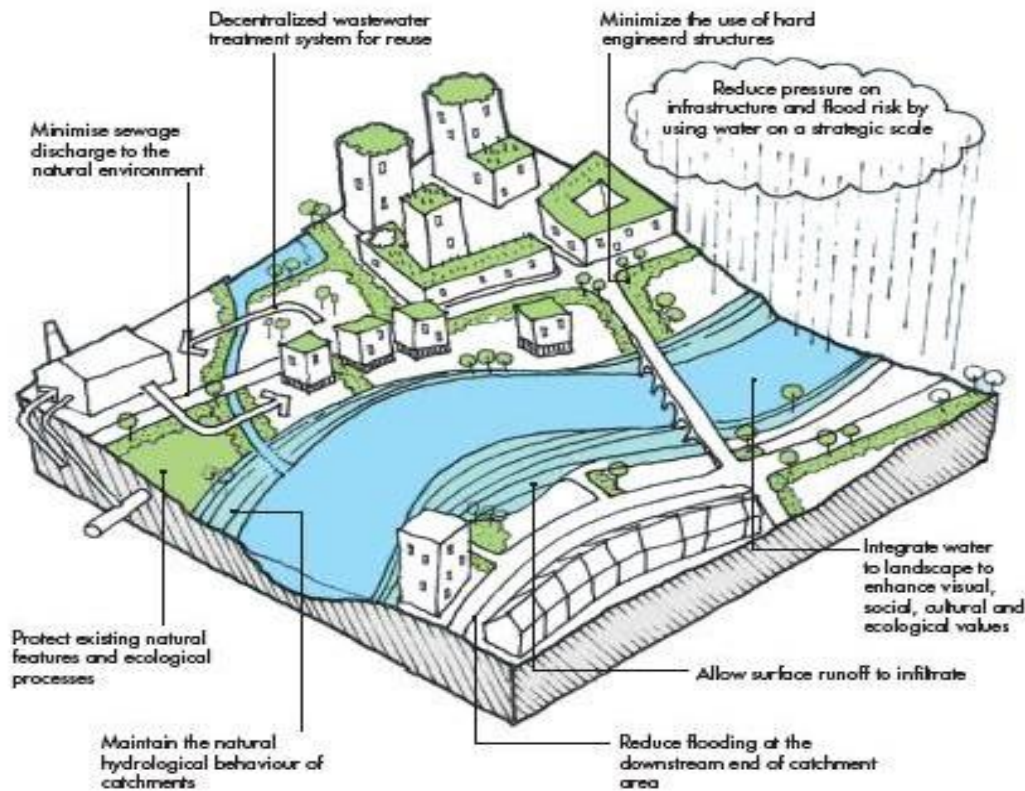 Decentralized wastewater
treatment system for reuse
Minimize the use of hard
engineerd structures
Reduce pressure on
infrastructure and flood risk by
using water on a strategic scale
Minimise sewage
discharge to the
natural environment
Integrate water
to landscape to
enhance visual,
social, cultural and
ecological values
Protect existing natural
features and ecological
processes
Allow surface runoff to infiltrate
Maintain the natural
hydrological behaviour of
catchments
Reduce flooding at the
downstream end of catchment
area